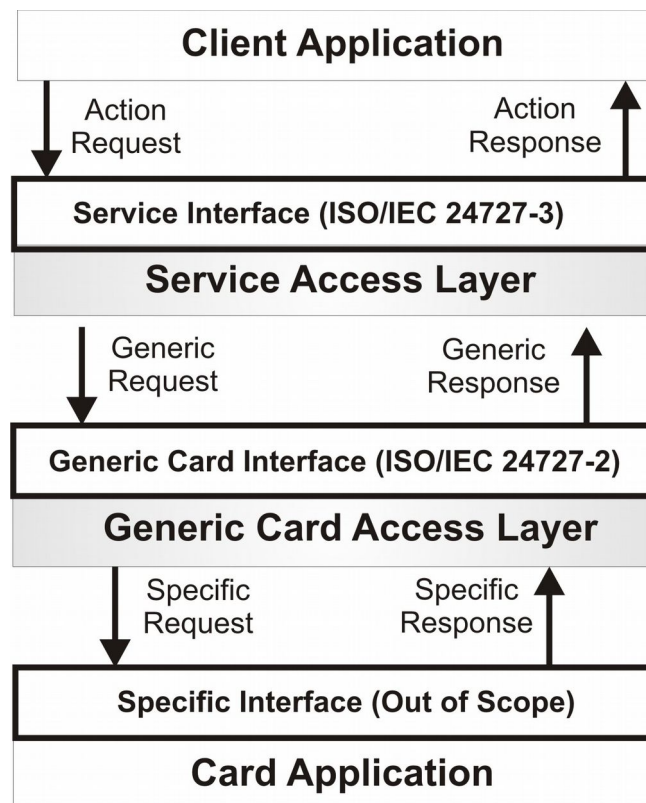 Client Application
Action
Request
Action
Response
Service Interface (ISO/IEC 24727-3)
Service Access Layer
Generic
Request
Generic
Response
Generic Card Interface (ISO/IEC 24727-2)
Generic Card Access Layer
Specific
Request
Specific
Response
Specific Interface (Out of Scope)
Card Application